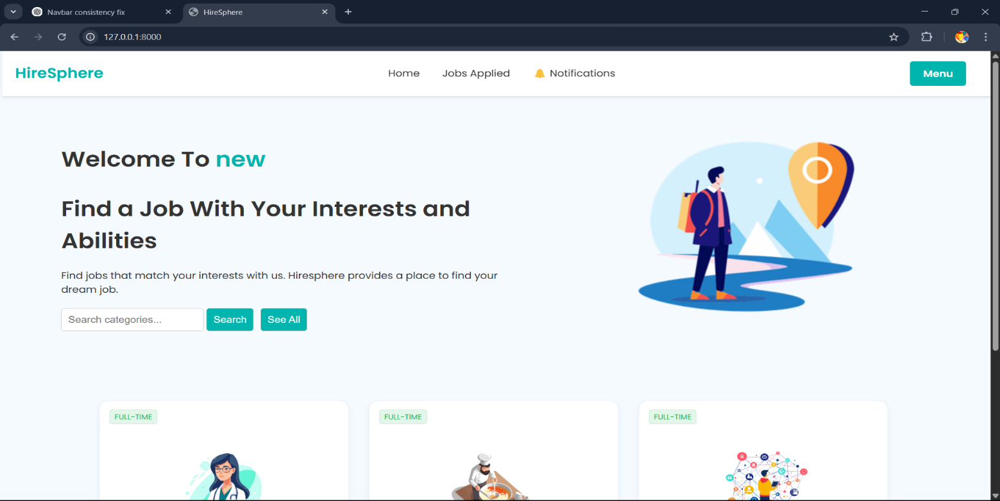 Navbar consistency fix
HireSphere
127.0.0.1:8000
HireSphere
Home
Jobs Applied
Notifications
Menu
Welcome To new
Find a Job With Your Interests and
Abilities
Find jobs that match your interests with us. Hiresphere provides a place to find your
dream job.
Search categories...
Search
See All
FULL-TIME
FULL-TIME
FULL-TIME